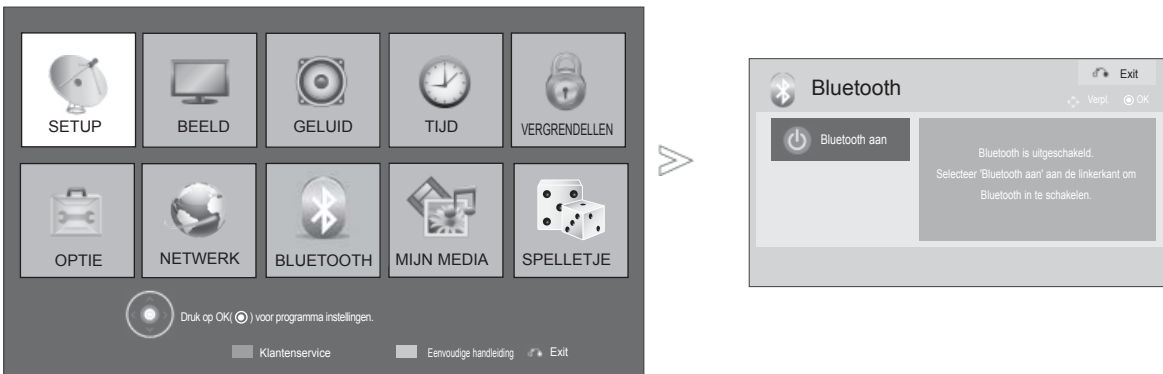 SETUP
BEELD
GELUID
TIJD
VERGRENDELLEN
OPTIE
NETWERK
BLUETOOTH
MIJN MEDIA
SPELLETJE
Druk op OK( ) voor programma instellingen.
Klantenservice
Eenvoudige handleiding
Exit
Bluetooth
Exit
Verpl.
OK
Bluetooth aan
Bluetooth is uitgeschakeld.
Selecteer 'Bluetooth aan' aan de linkerkant om
Bluetooth in te schakelen.